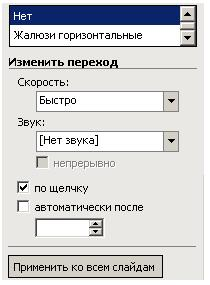 Нет
Жалюзи горизонтальные
Изменить переход
Скорость:
Быстро
Звук:
[Нет звука]
непрерывно
по щелчку
автоматически после
Применить ко всем слайдам